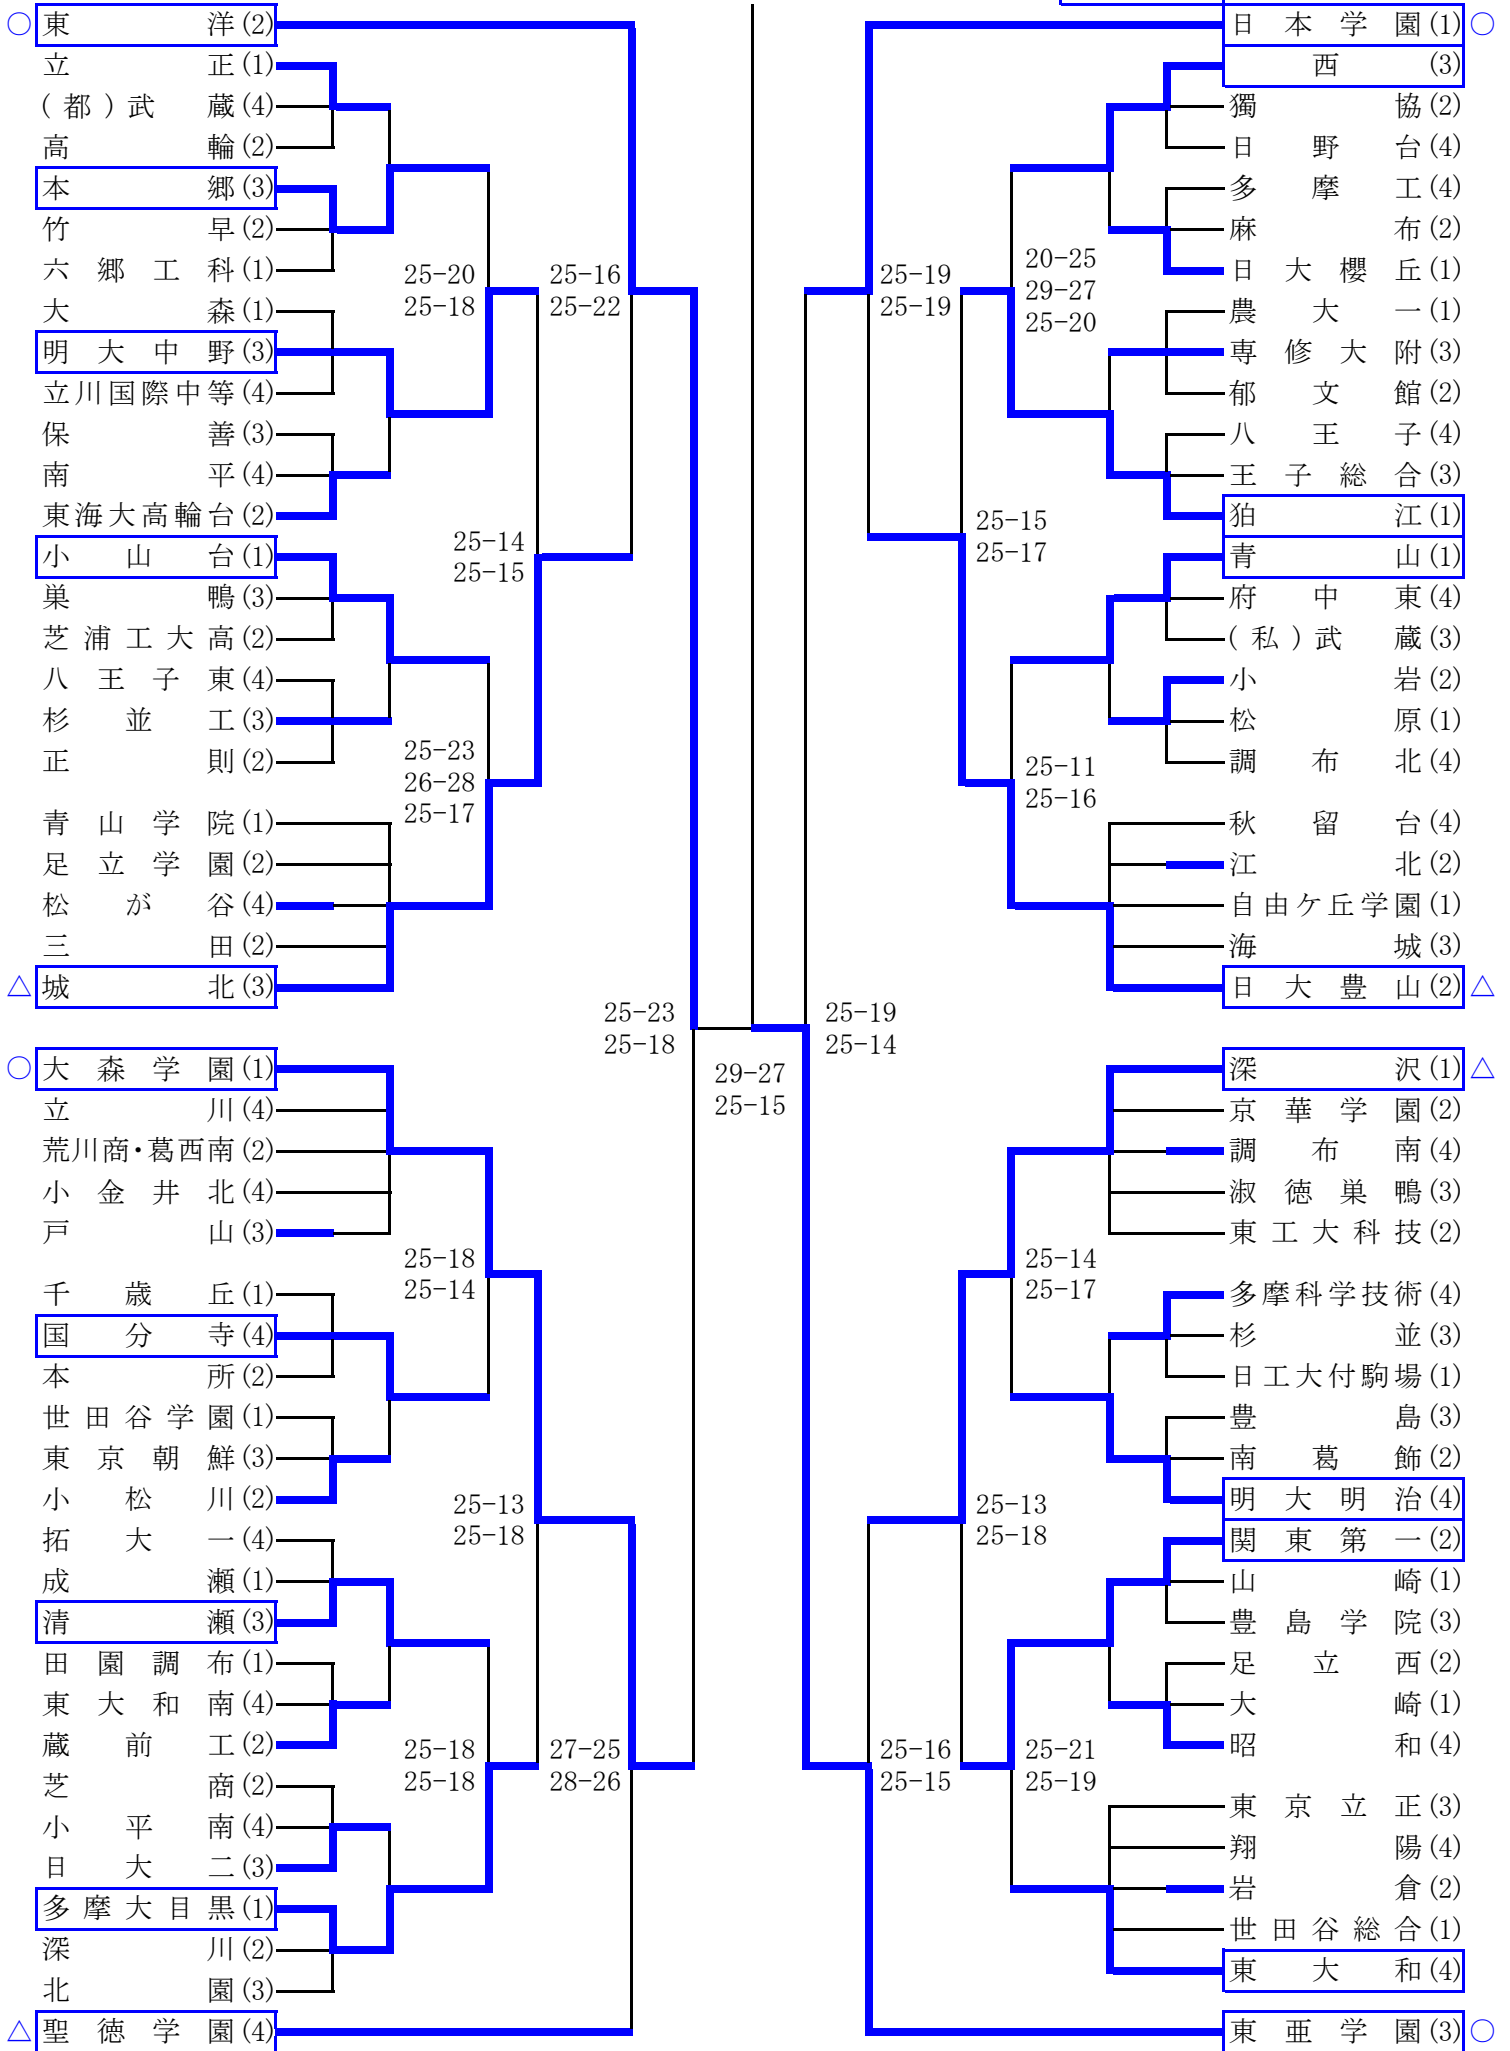 ○東洋(2)
立正(1)
(都)武蔵(4)
高輪(2)
本郷(3)
竹早(2)
六郷工科(1)
大森(1)
明大中野(3)
立川国際中等(4)
保善(3)
南平(4)
東海大高輪台(2)
小山台(1)
巣鴨(3)
芝浦工大高(2)
八王子東(4)
杉並工(3)
正則(2)
青山学院(1)
足立学園(2)
松が谷(4)
三田(2)
△城北(3)
○大森学園(1)
立川(4)
荒川商・葛西南(2)
小金井北(4)
戸山(3)
千歳丘(1)
国分寺(4)
本所(2)
世田谷学園(1)
東京朝鮮(3)
小松川(2)
拓大一(4)
成瀬(1)
清瀬(3)
田園調布(1)
東大和南(4)
蔵前工(2)
芝商(2)
小平南(4)
日大二(3)
多摩大目黒(1)
深川(2)
北園(3)
△聖徳学園(4)
25-20
25-18
25-16
25-22
25-14
25-15
25-23
26-28
25-17
25-23
25-18
25-18
25-14
25-13
25-18
25-18
25-18
27-25
28-26
29-27
25-15
25-19
25-19
20-25
29-27
25-20
25-15
25-17
25-11
25-16
25-19
25-14
25-14
25-17
25-13
25-18
25-16
25-15
25-21
25-19
日本学園(1)○
西(3)
獨協(2)
日野台(4)
多摩工(4)
麻布(2)
日大櫻丘(1)
農大一(1)
専修大附(3)
郁文館(2)
八王子(4)
王子総合(3)
狛江(1)
青山(1)
府中東(4)
(私)武蔵(3)
小岩(2)
松原(1)
調布北(4)
秋留台(4)
江北(2)
自由ケ丘学園(1)
海城(3)
日大豊山(2)△
深沢(1)△
京華学園(2)
調布南(4)
淑徳巣鴨(3)
東工大科技(2)
多摩科学技術(4)
杉並(3)
日工大付駒場(1)
豊島(3)
南葛飾(2)
明大明治(4)
関東第一(2)
山崎(1)
豊島学院(3)
足立西(2)
大崎(1)
昭和(4)
東京立正(3)
翔陽(4)
岩倉(2)
世田谷総合(1)
東大和(4)
東亜学園(3)○